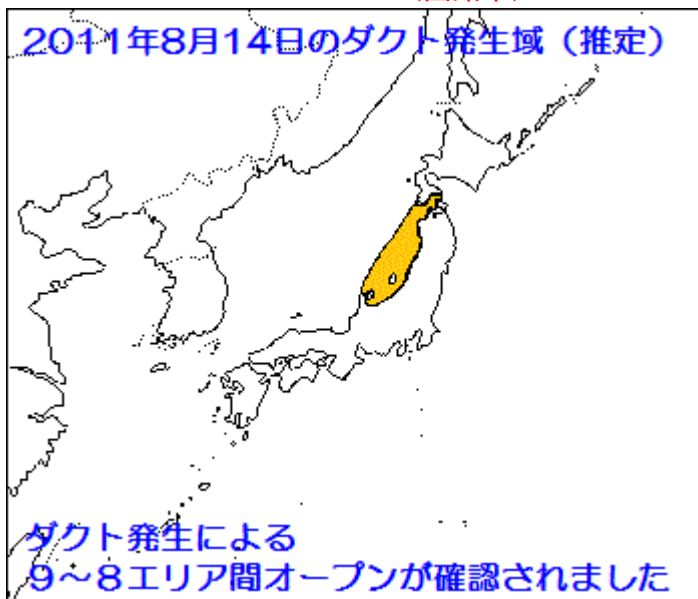 2011年8月14日のダクト発生域（推定）
ダクト発生による
９～８エリア間オープンが確認されました